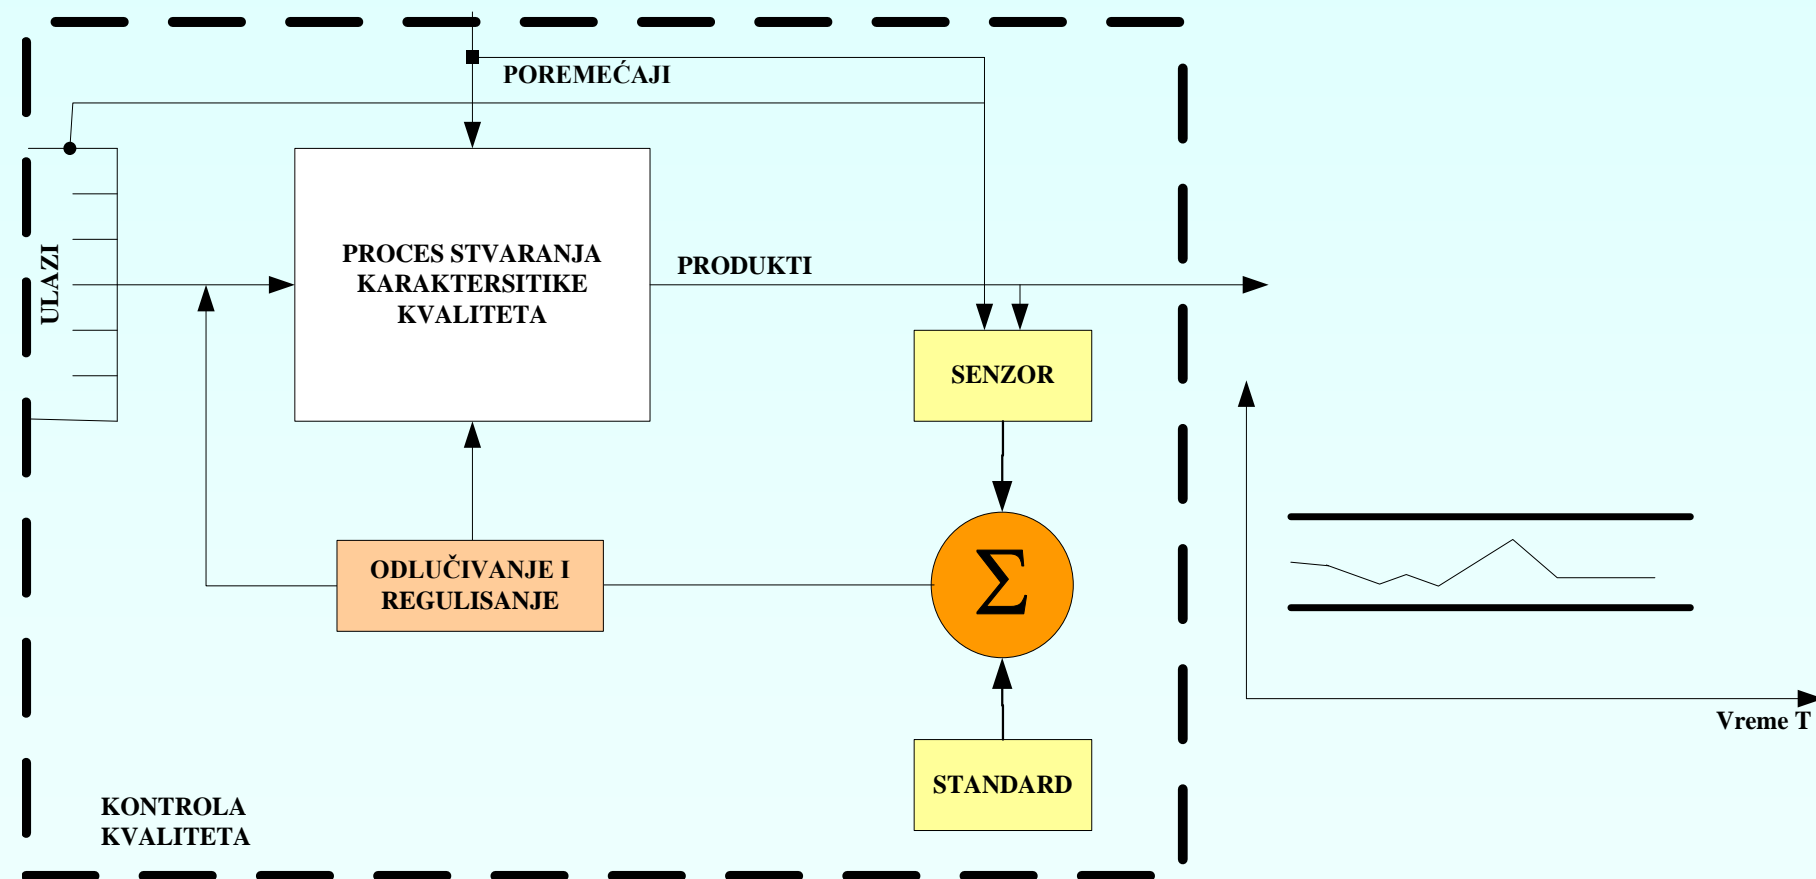 POREMEĆAJI
ULAZI
PROCES STVARANJA
KARAKTERSITIKE
KVALITETA
PRODUKTI
SENZOR
ODLUČIVANJE I
REGULISANJE
Σ
Vreme T
STANDARD
KONTROLA
KVALITETA